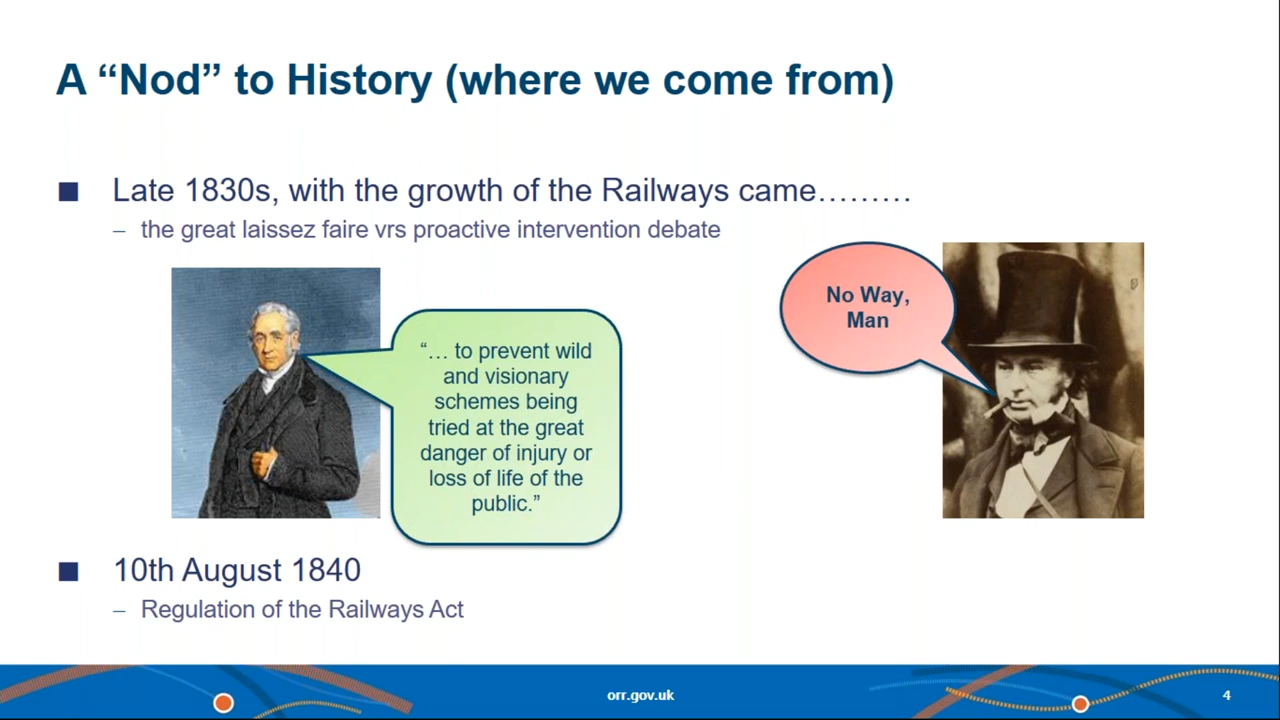 A “Nod” to History (where we come from)
■ Late 1830s, with the growth of the Railways came.........
– the great laissez faire vrs proactive intervention debate
“… to prevent wild
and visionary
schemes being
tried at the great
danger of injury or
loss of life of the
public.”
No Way,
Man
■ 10th August 1840
– Regulation of the Railways Act
orr.gov.uk
4